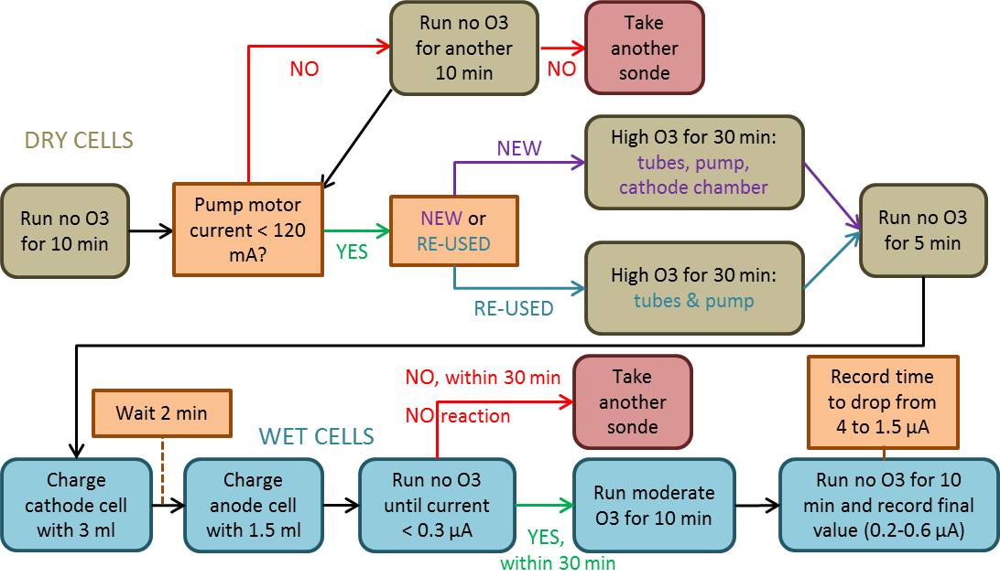 Run no O3
for another
10 min
Take
another
sonde
NO
NO
DRY CELLS
NEW
High O3 for 30 min:
tubes, pump,
cathode chamber
Run no O3
for 10 min
Pump motor
current < 120
mA?
YES
NEW or
RE-USED
Run no O3
for 5 min
High O3 for 30 min:
tubes & pump
RE-USED
NO, within 30 min
NO reaction
Take
another
sonde
Record time
to drop from
4 to 1.5 µA
Wait 2 min
WET CELLS
Charge
cathode cell
with 3 ml
Charge
anode cell
with 1.5 ml
Run no O3
until current
< 0.3 µA
YES,
within 30 min
Run moderate
O3 for 10 min
Run no O3 for 10
min and record final
value (0.2-0.6 µA)